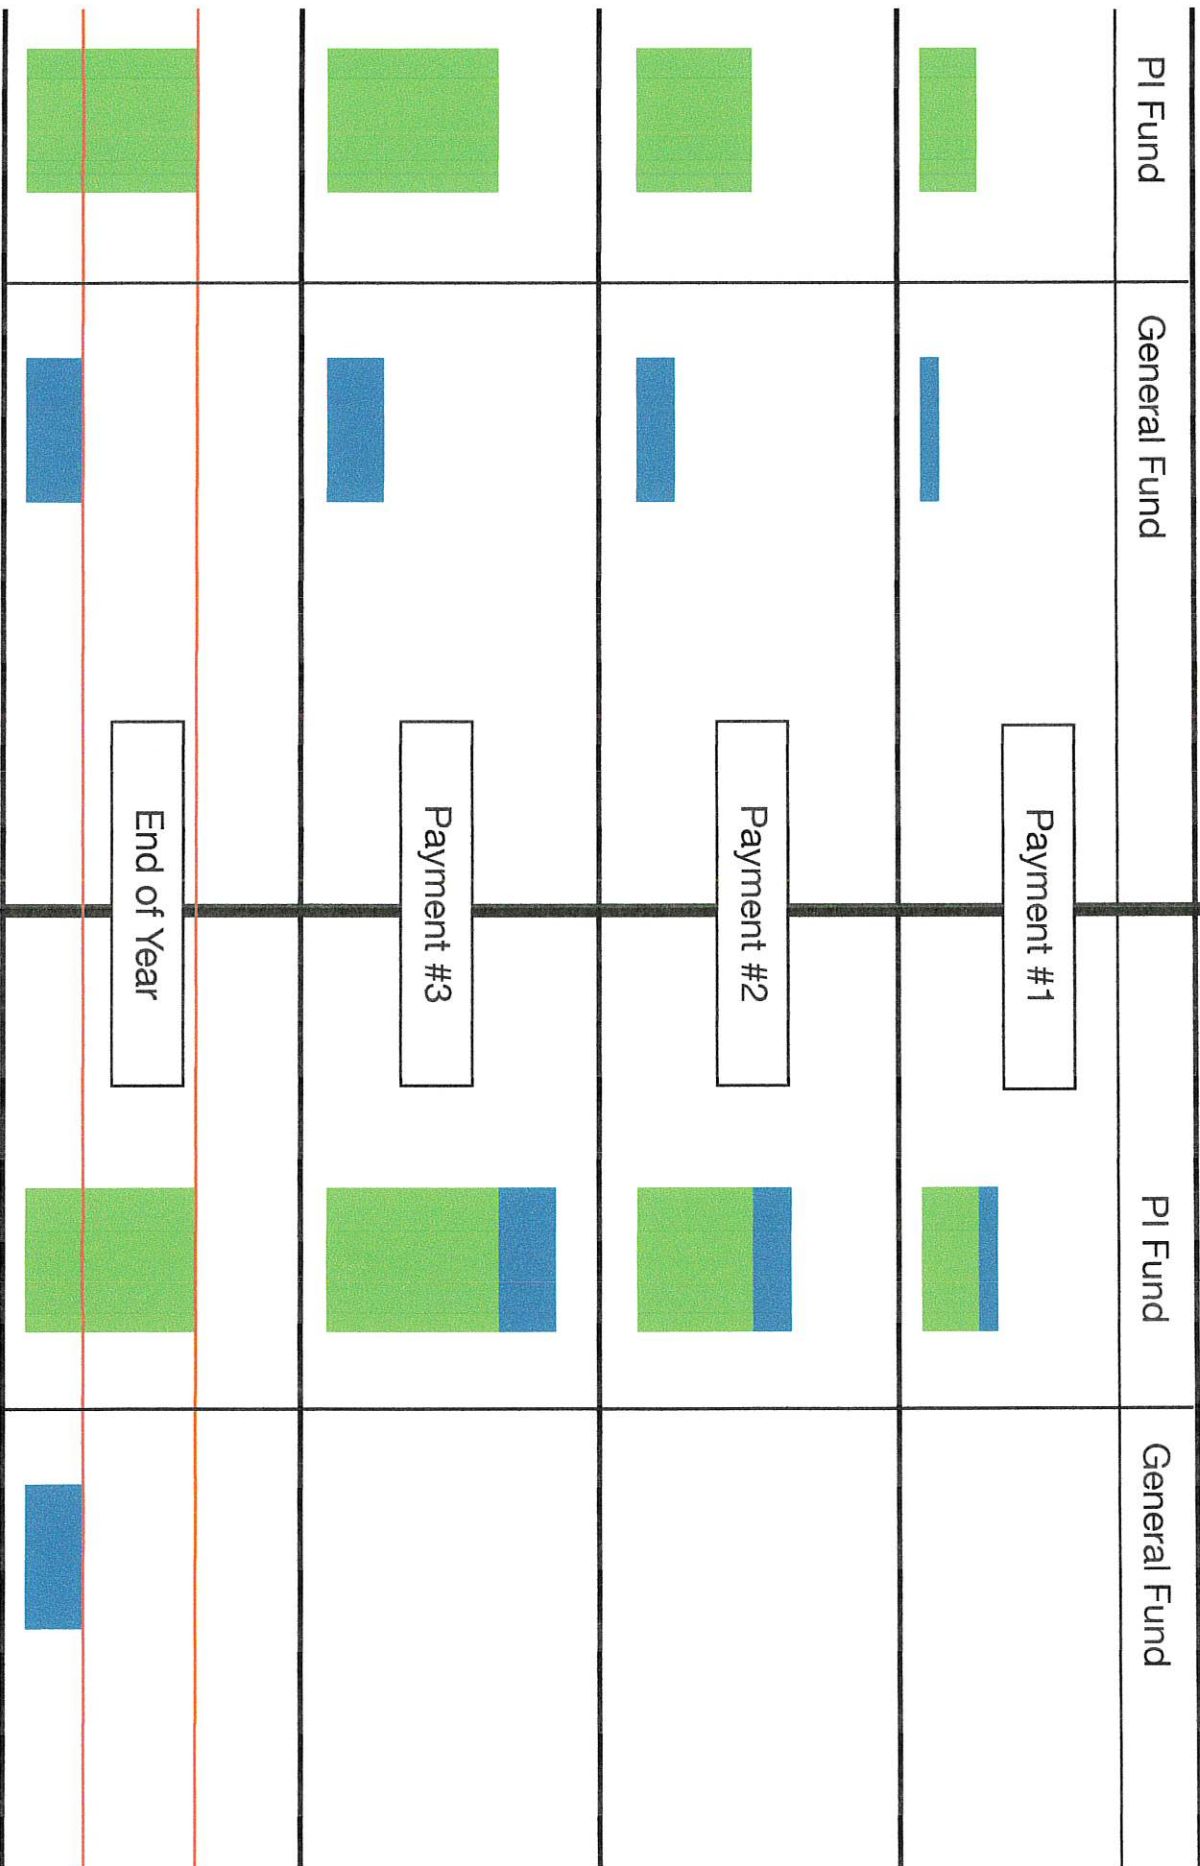 PI Fund
General Fund
PI Fund
General Fund
Payment #1
Payment #2
Payment #3
End of Year